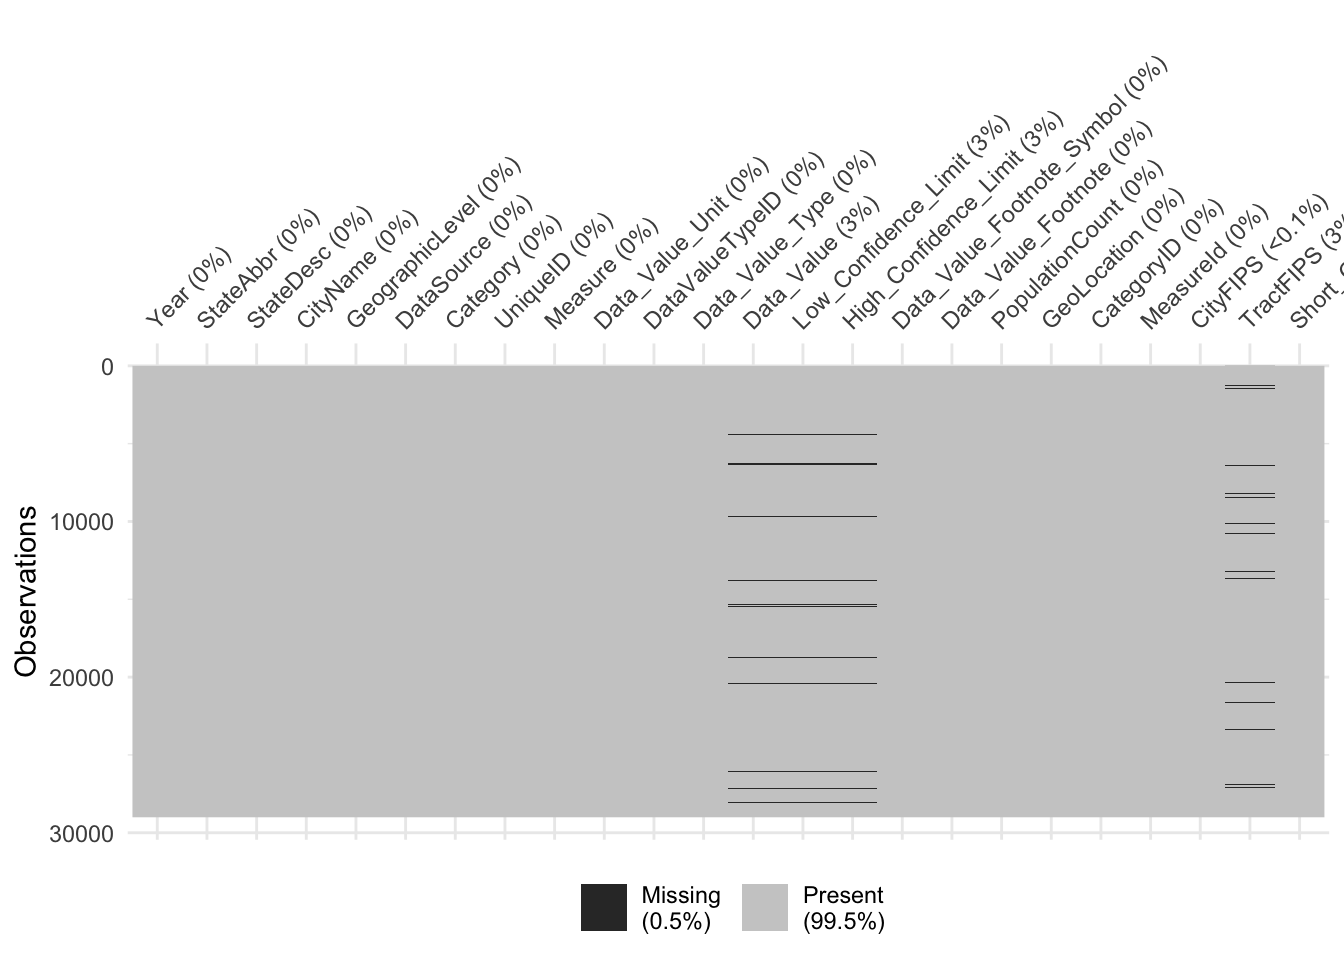 Year (0%)
StateAbbr (0%)
StateDesc (0%)
CityName (0%)
GeographicLevel (0%)
DataSource (0%)
Category (0%)
UniqueID (0%)
Measure (0%)
Data_Value_Unit (0%)
DataValueTypeID (0%)
Data_Value_Type (0%)
Data_Value (3%)
Low_Confidence_Limit (3%)
High_Confidence_Limit (3%)
Data_Value_Footnote_Symbol (0%)
Data_Value_Footnote (0%)
PopulationCount (0%)
GeoLocation (0%)
CategoryID (0%)
MeasureId (0%)
CityFIPS (<0.1%)
TractFIPS (3%
Short_
0
10000
20000
30000
Observations
Missing
(0.5%)
Present
(99.5%)